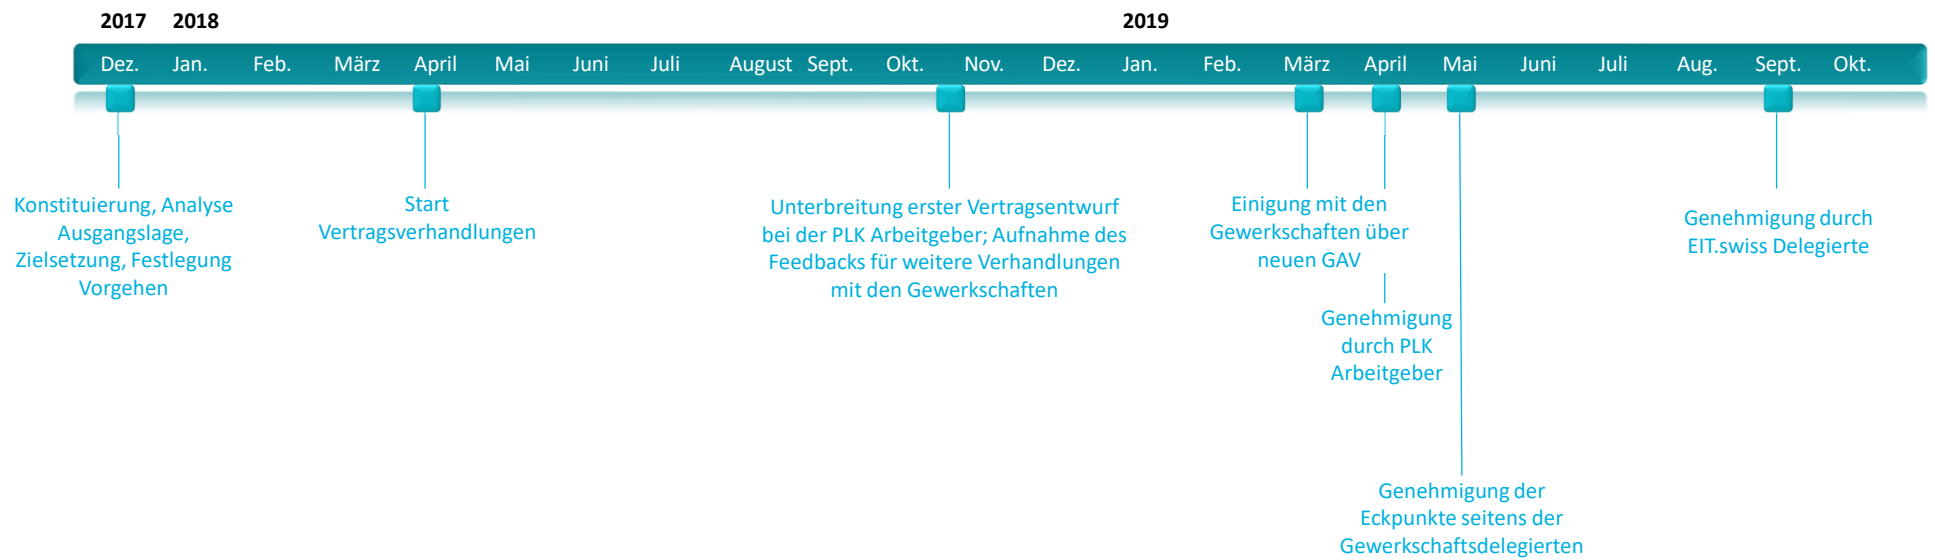 2017 2018 2019
Dez. Jan. Feb. März April Mai Juni Juli August Sept. Okt. Nov. Dez. Jan. Feb. März April Mai Juni Juli Aug. Sept. Okt.
Konstituierung, Analyse
Ausgangslage,
Zielsetzung, Festlegung
Vorgehen
Start
Vertragsverhandlungen
Unterbreitung erster Vertragsentwurf
bei der PLK Arbeitgeber; Aufnahme des
Feedbacks für weitere Verhandlungen
mit den Gewerkschaften
Einigung mit den
Gewerkschaften über
neuen GAV
Genehmigung
durch PLK
Arbeitgeber
Genehmigung der
Eckpunkte seitens der
Gewerkschaftsdelegierten
Genehmigung durch
EIT.swiss Delegierte